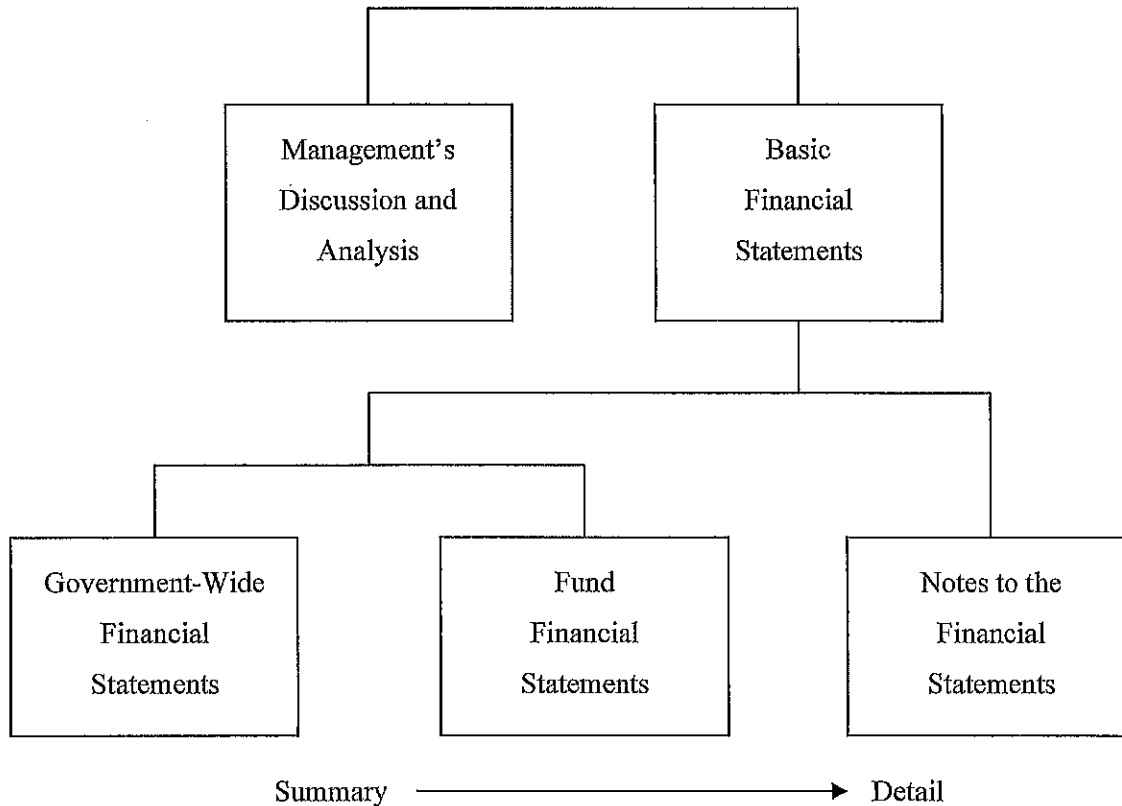 Management's
Discussion and
Analysis
Basic
Financial
Statements
Government-Wide
Financial
Statements
Fund
Financial
Statements
Notes to the
Financial
Statements
Summary
Detail